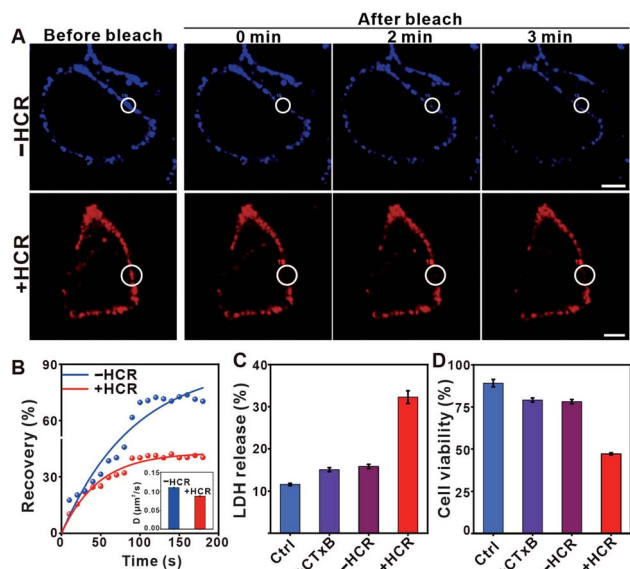 After bleach
A Before bleach 0 min 2 min 3 min
−HCR
+HCR
B
−HCR
+HCR
Recovery (%)
90
60
30
0
0 50 100 150 200
Time (s)
D (μm²/s)
0.15
0.10
0.05
0.00
−HCR
+HCR
C
LDH release (%)
40
30
20
10
Ctrl
CTxB
−HCR
+HCR
D
Cell viability (%)
100
75
50
25
0
Ctrl
CTxB
−HCR
+HCR